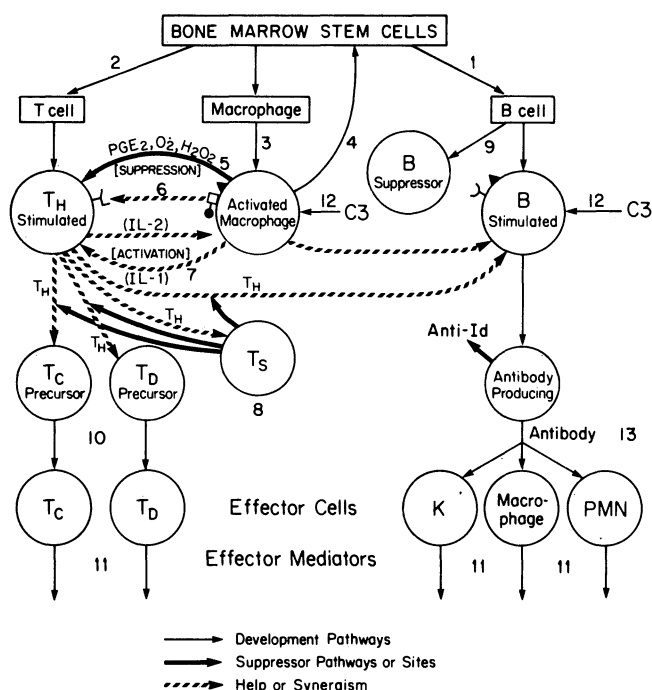 BONE MARROW STEM CELLS
2
1
T cell
Macrophage
B cell
PGE2, O2̇, H2O2
5
3
4
9
[SUPPRESSION]
B
Suppressor
6
TH
Stimulated
Activated
Macrophage
12
C3
B
Stimulated
12
C3
(IL-2)
[ACTIVATION]
7
(IL-1)
TH
TH
TH
TH
Anti-Id
TS
8
TC
Precursor
TD
Precursor
Antibody
Producing
10
Antibody
13
TC
TD
Effector Cells
K
Macro-
phage
PMN
11
Effector Mediators
11
11
Development Pathways
Suppressor Pathways or Sites
Help or Synergism